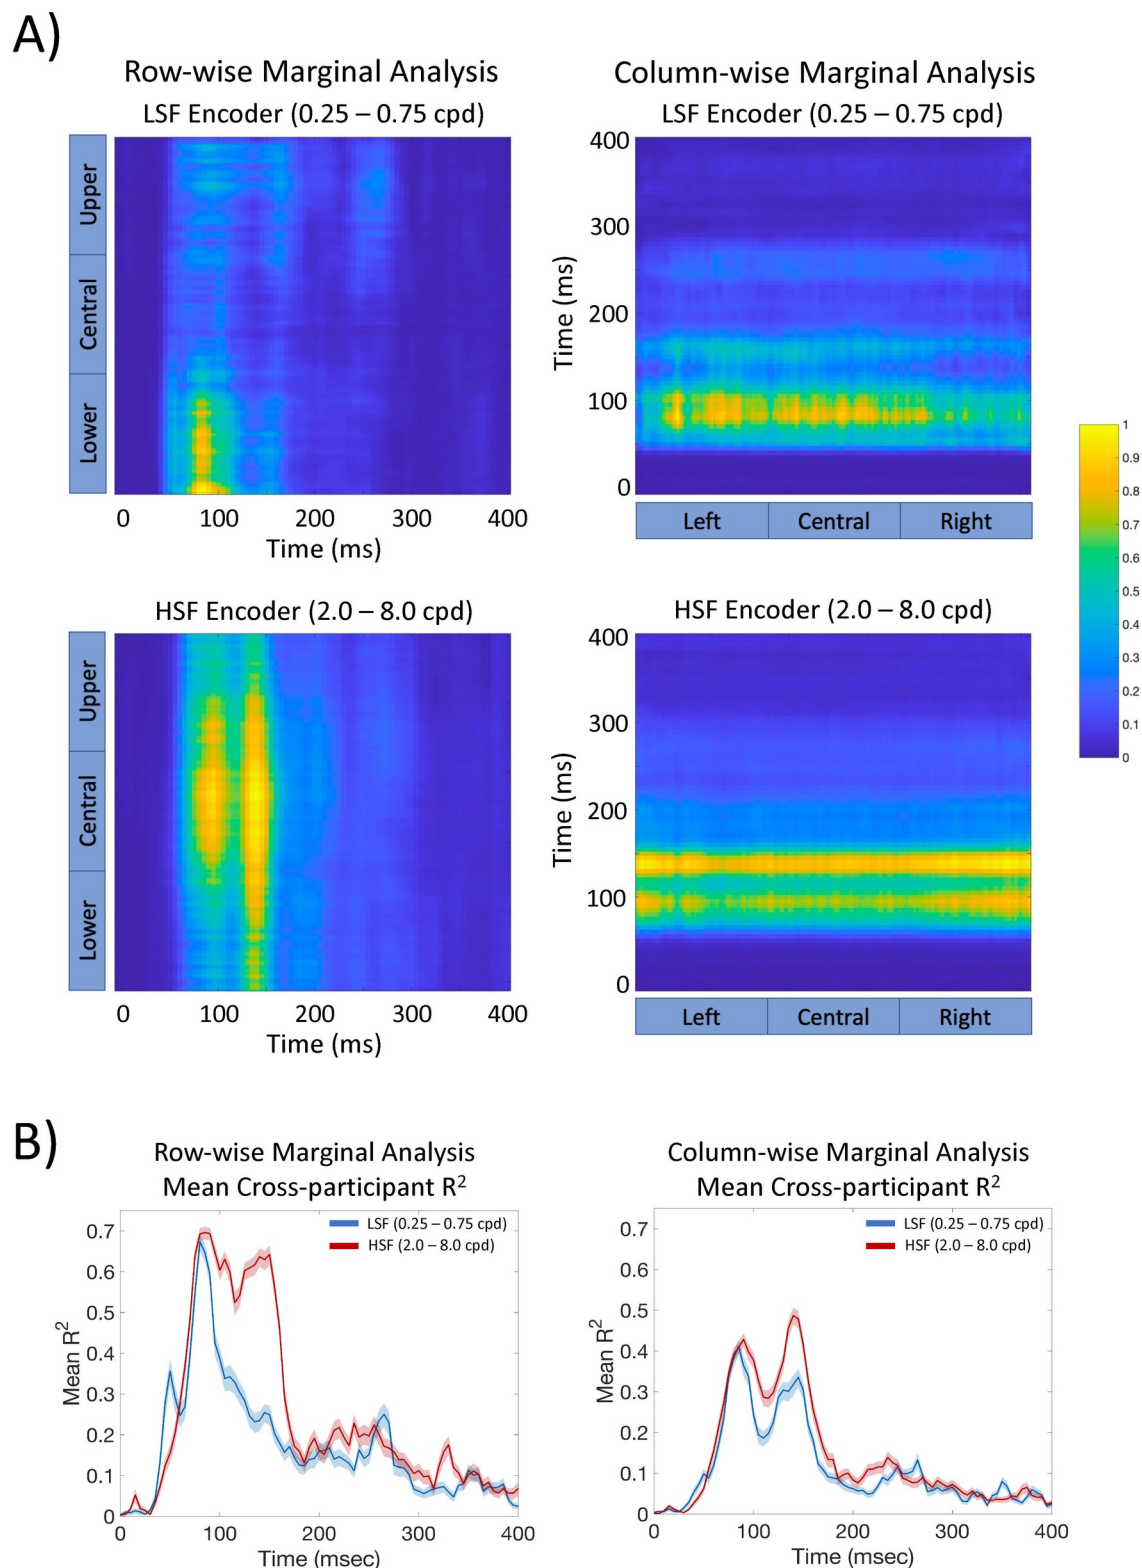 A)
Row-wise Marginal Analysis
LSF Encoder (0.25 – 0.75 cpd)
Upper
Central
Lower
0 100 200 300 400
Time (ms)
Column-wise Marginal Analysis
LSF Encoder (0.25 – 0.75 cpd)
400
300
200
100
0
Time (ms)
Left Central Right
HSF Encoder (2.0 – 8.0 cpd)
Upper
Central
Lower
0 100 200 300 400
Time (ms)
HSF Encoder (2.0 – 8.0 cpd)
400
300
200
100
0
Time (ms)
Left Central Right
1
0.9
0.8
0.7
0.6
0.5
0.4
0.3
0.2
0.1
0
B)
Row-wise Marginal Analysis
Mean Cross-participant R²
LSF (0.25 – 0.75 cpd)
HSF (2.0 – 8.0 cpd)
0.7
0.6
0.5
0.4
0.3
0.2
0.1
0
Mean R²
0 100 200 300 400
Time (msec)
Column-wise Marginal Analysis
Mean Cross-participant R²
LSF (0.25 – 0.75 cpd)
HSF (2.0 – 8.0 cpd)
0.7
0.6
0.5
0.4
0.3
0.2
0.1
0
Mean R²
0 100 200 300 400
Time (msec)